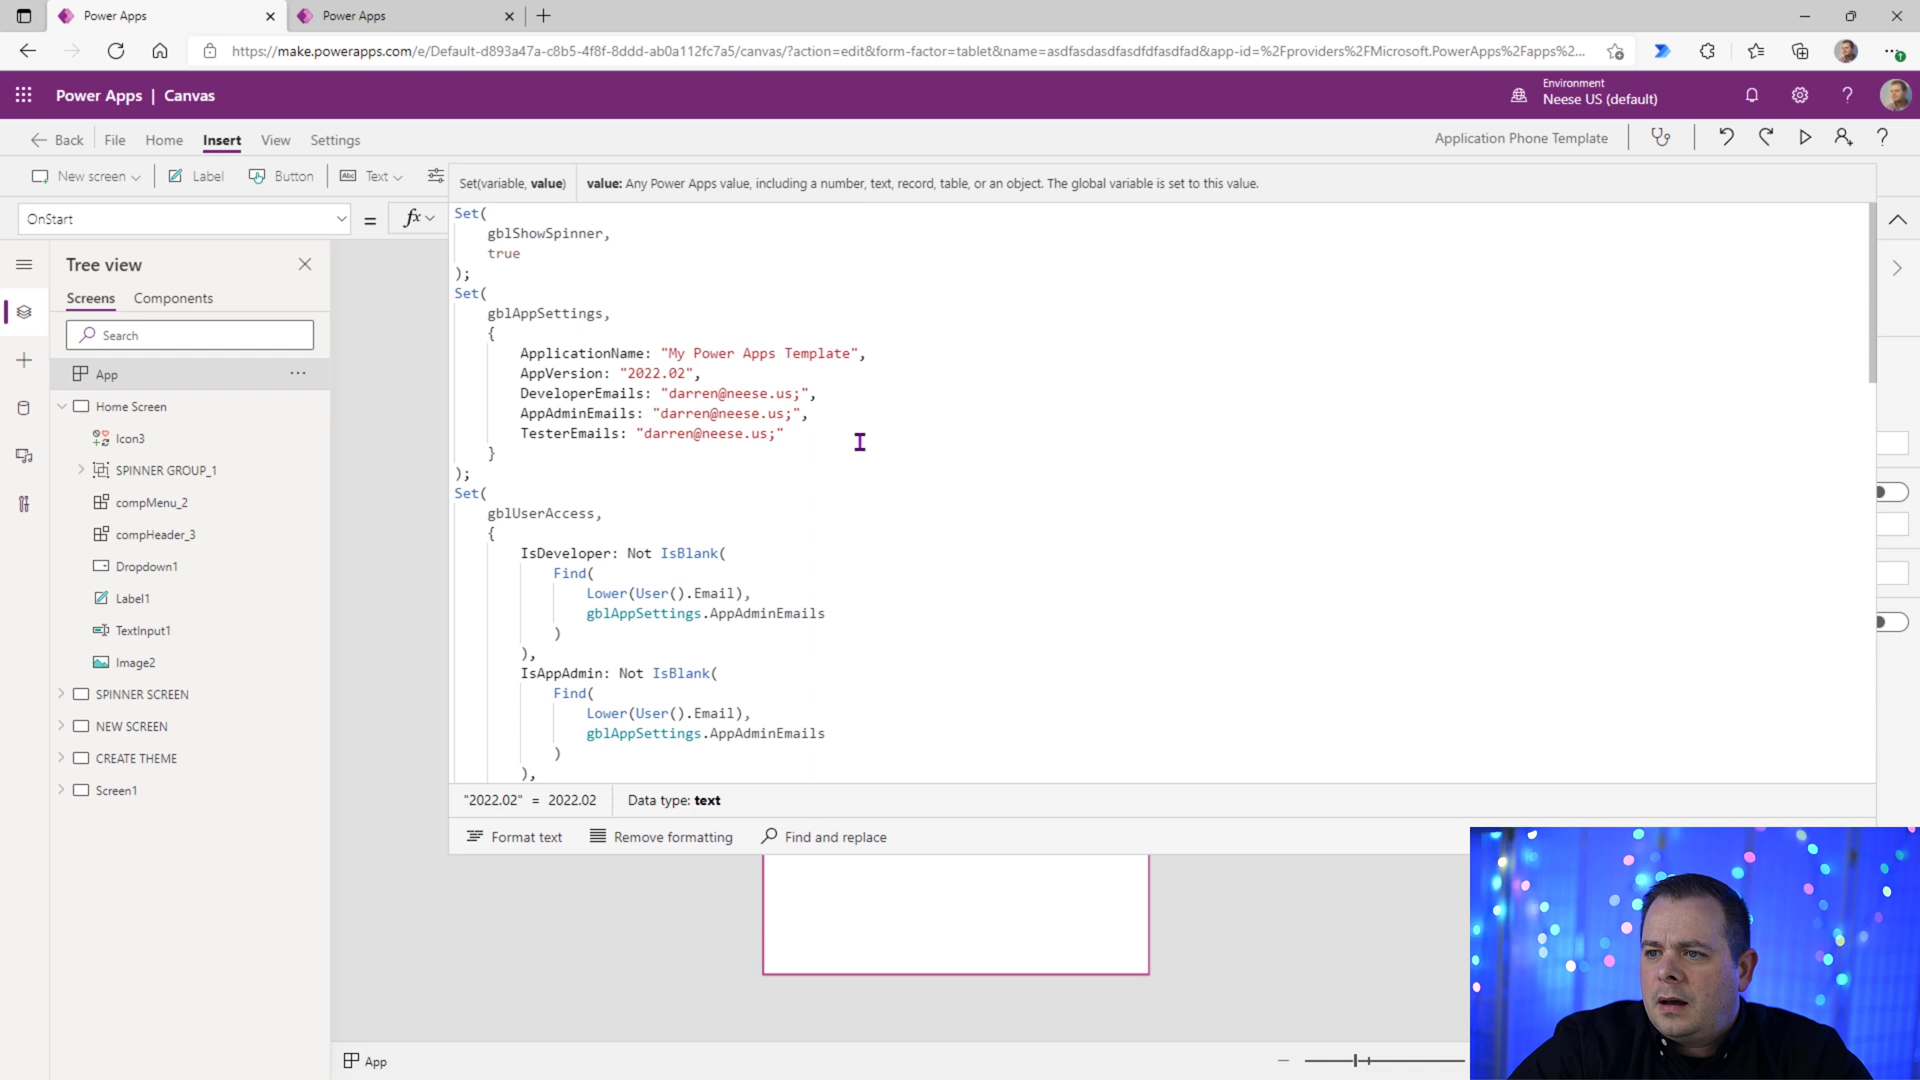 Power Apps
Power Apps
https://make.powerapps.com/e/Default-d893a47a-c8b5-4f8f-8ddd-ab0a112fc7a5/canvas/?action=edit&form-factor=tablet&name=asdfasdasdfasdfdfasdfad&app-id=%2Fproviders%2FMicrosoft.PowerApps%2Fapps%2...
Power Apps | Canvas
Environment
Neese US (default)
Back
File
Home
Insert
View
Settings
Application Phone Template
New screen
Label
Button
Abc
Text
Set(variable, value)
value: Any Power Apps value, including a number, text, record, table, or an object. The global variable is set to this value.
OnStart
=
fx
Tree view
Screens
Components
Search
App
Home Screen
Icon3
SPINNER GROUP_1
compMenu_2
compHeader_3
Dropdown1
Label1
TextInput1
Image2
SPINNER SCREEN
NEW SCREEN
CREATE THEME
Screen1
Set(
gblShowSpinner,
true
);
Set(
gblAppSettings,
{
ApplicationName: "My Power Apps Template",
AppVersion: "2022.02",
DeveloperEmails: "darren@neese.us;",
AppAdminEmails: "darren@neese.us;",
TesterEmails: "darren@neese.us;"
}
);
Set(
gblUserAccess,
{
IsDeveloper: Not IsBlank(
Find(
Lower(User().Email),
gblAppSettings.AppAdminEmails
)
),
IsAppAdmin: Not IsBlank(
Find(
Lower(User().Email),
gblAppSettings.AppAdminEmails
)
),
"2022.02" = 2022.02
Data type: text
Format text
Remove formatting
Find and replace
App